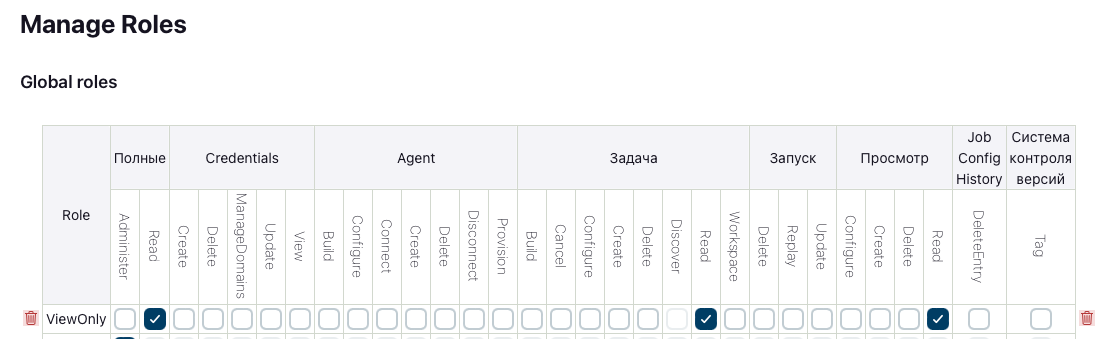 Manage Roles
Global roles
Role
Полные
Credentials
Agent
Задача
Запуск
Просмотр
Job
Config
History
Система
контроля
версий
Administer
Read
Create
Delete
ManageDomains
Update
View
Build
Configure
Connect
Create
Delete
Disconnect
Provision
Build
Cancel
Configure
Create
Delete
Discover
Read
Workspace
Delete
Replay
Update
Configure
Create
Delete
Read
DeleteEntry
Tag
ViewOnly